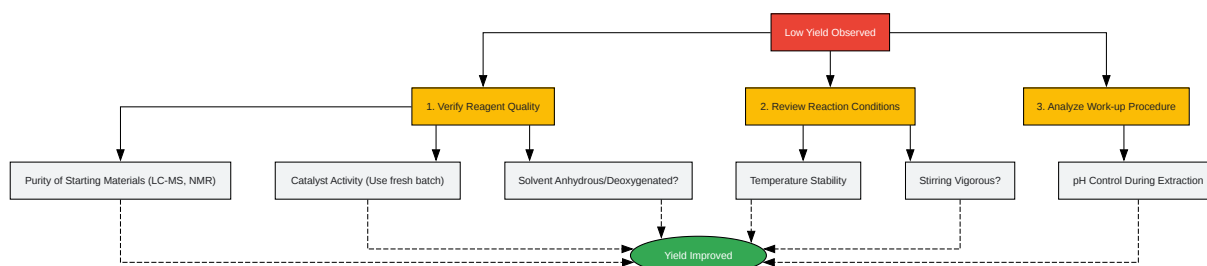 Low Yield Observed
1. Verify Reagent Quality
2. Review Reaction Conditions
3. Analyze Work-up Procedure
Purity of Starting Materials (LC-MS, NMR)
Catalyst Activity (Use fresh batch)
Solvent Anhydrous/Deoxygenated?
Temperature Stability
Stirring Vigorous?
pH Control During Extraction
Yield Improved